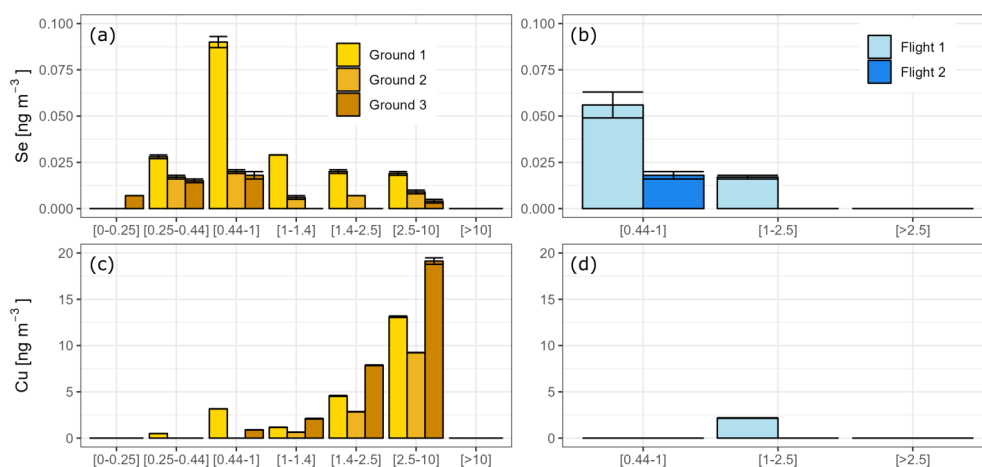 (a)
Se [ng m⁻³]
0.100
0.075
0.050
0.025
0.000
Ground 1
Ground 2
Ground 3
[0-0.25] [0.25-0.44] [0.44-1] [1-1.4] [1.4-2.5] [2.5-10] [>10]
(b)
0.100
0.075
0.050
0.025
0.000
Flight 1
Flight 2
[0.44-1] [1-2.5] [>2.5]
(c)
Cu [ng m⁻³ ]
20
15
10
5
0
[0-0.25] [0.25-0.44] [0.44-1] [1-1.4] [1.4-2.5] [2.5-10] [>10]
(d)
20
15
10
5
0
[0.44-1] [1-2.5] [>2.5]